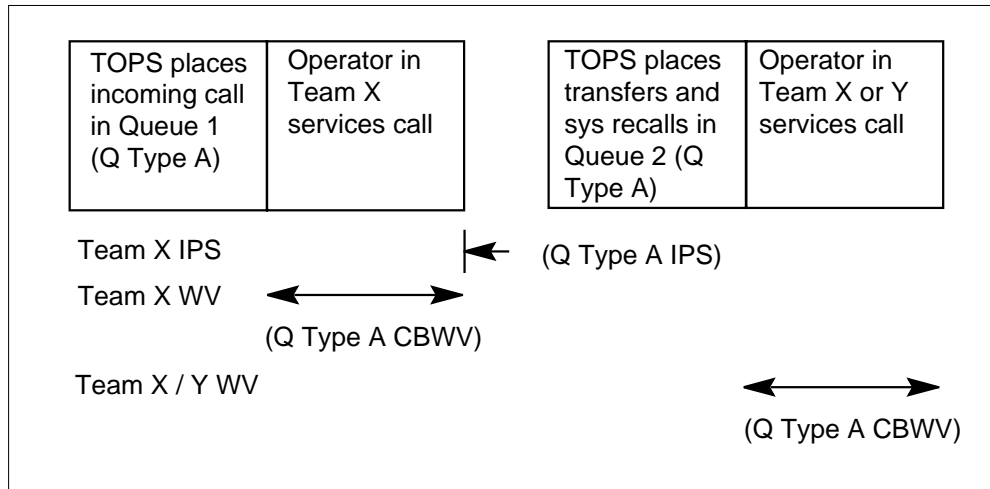 TOPS places
incoming call
in Queue 1
(Q Type A)
Operator in
Team X
services call
TOPS places
transfers and
sys recalls in
Queue 2 (Q
Type A)
Operator in
Team X or Y
services call
Team X IPS
(Q Type A IPS)
Team X WV
(Q Type A CBWV)
Team X / Y WV
(Q Type A CBWV)